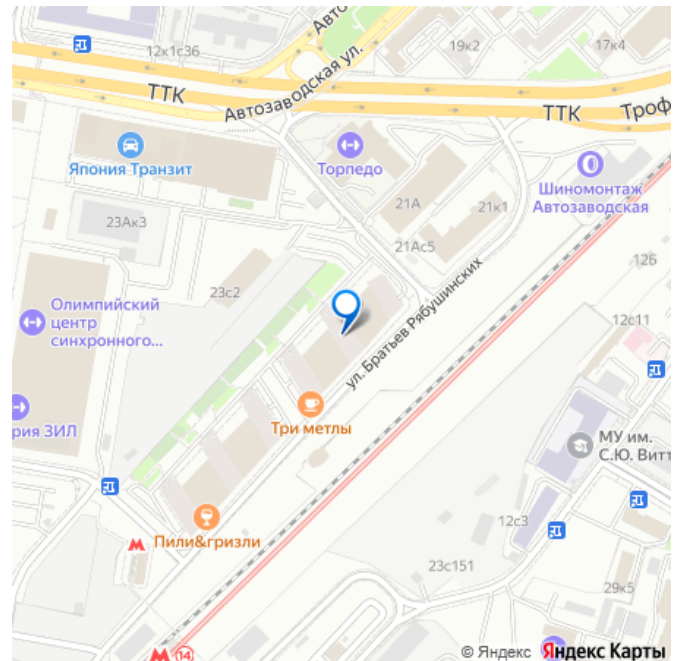 Авто
12к1с36
19к2
17к4
Автозаводская ул.
ТТК
ТТК
Троф
Япония Транзит
Торпедо
Шиномонтаж
Автозаводская
21А
21к1
23Ак3
21Ас5
12Б
23с2
Олимпийский
центр
синхронного...
ул. Братьев Рябушинских
12с11
Три метлы
рия ЗИЛ
МУ им.
С.Ю. Витт
Пили&гризли
12с3
23с151
29к5
14
© Яндекс Яндекс Карты